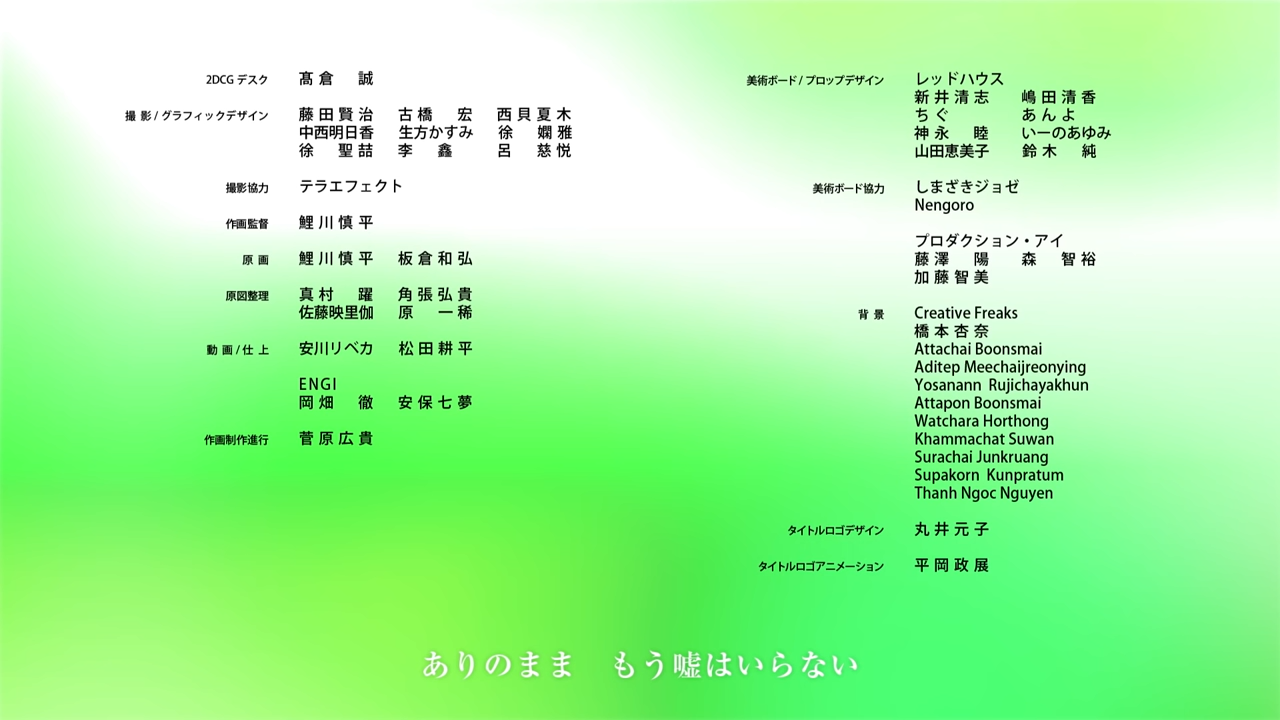 2DCG デスク 髙倉 誠
撮 影 / グラフィックデザイン 藤田賢治 古橋 宏 西貝夏木
中西明日香 生方かすみ 徐 嫻雅
徐 聖喆 李 鑫 呂 慈悦
撮影協力 テラエフェクト
作画監督 鯉川慎平
原 画 鯉川慎平 板倉和弘
原図整理 真村 躍 角張弘貴
佐藤映里伽 原 一稀
動 画 / 仕 上 安川リベカ 松田耕平
ENGI
岡畑 徹 安保七夢
作画制作進行 菅原広貴
美術ボード / プロップデザイン レッドハウス
新井清志 嶋田清香
ちぐ あんよ
神永 睦 いーのあゆみ
山田恵美子 鈴木 純
美術ボード協力 しまざきジョゼ
Nengoro
プロダクション・アイ
藤澤 陽 森 智裕
加藤智美
背 景 Creative Freaks
橋本杏奈
Attachai Boonsmai
Aditep Meechaijreonying
Yosanann Rujichayakhun
Attapon Boonsmai
Watchara Horthong
Khammachat Suwan
Surachai Junkruang
Supakorn Kunpratum
Thanh Ngoc Nguyen
タイトルロゴデザイン 丸井元子
タイトルロゴアニメーション 平岡政展
ありのまま もう嘘はいらない